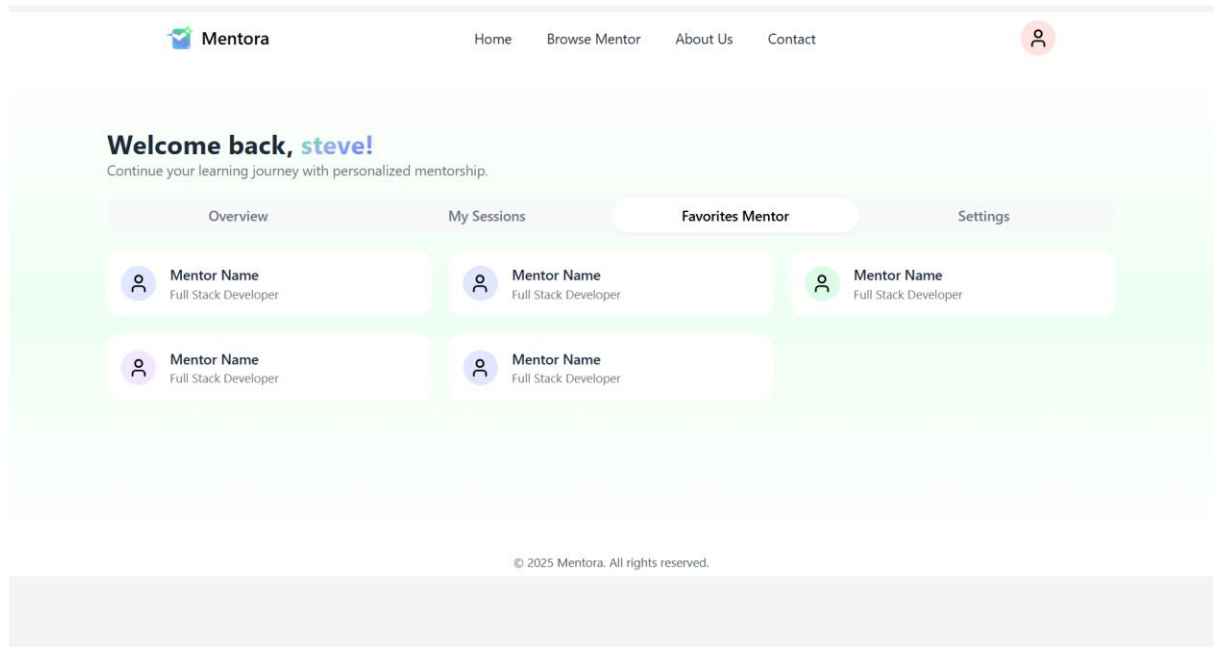 Mentora
Home Browse Mentor About Us Contact
Welcome back, steve!
Continue your learning journey with personalized mentorship.
Overview My Sessions Favorites Mentor Settings
Mentor Name
Full Stack Developer
Mentor Name
Full Stack Developer
Mentor Name
Full Stack Developer
Mentor Name
Full Stack Developer
Mentor Name
Full Stack Developer
© 2025 Mentora. All rights reserved.